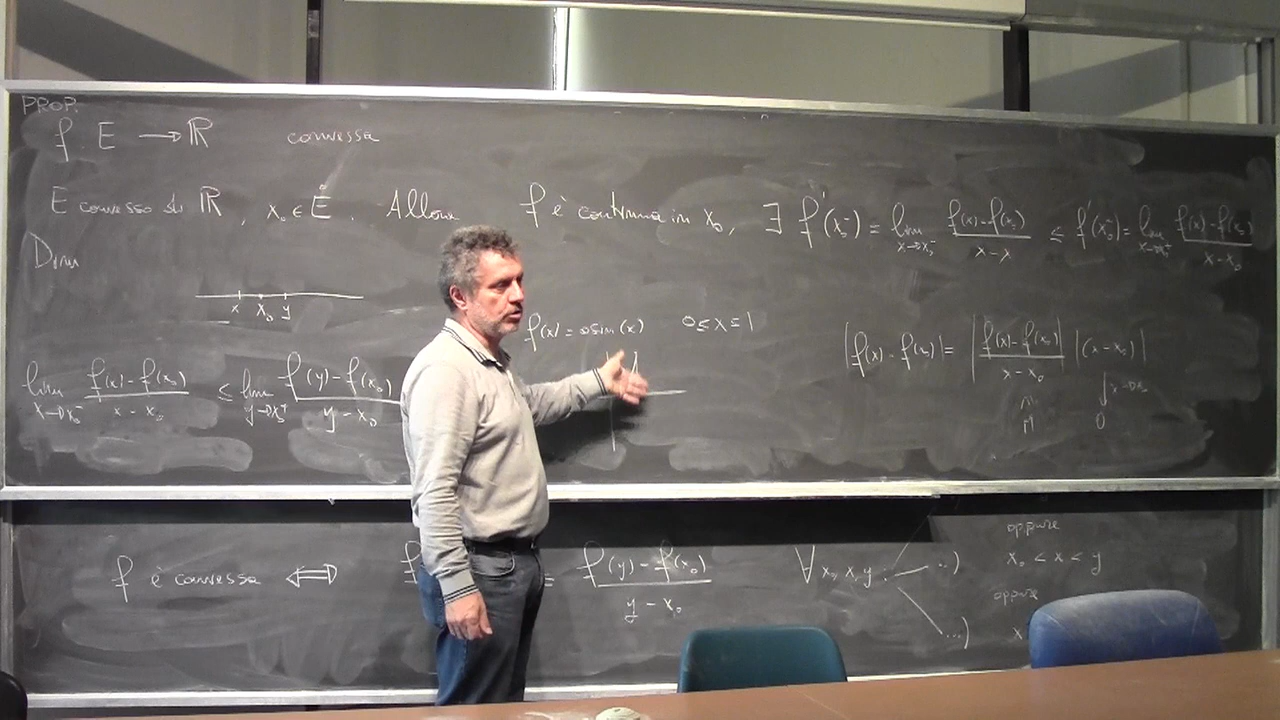 PROP.
f: E → ℝ convessa
E convesso di ℝ, x₀ ∈ E̊. Allora f è continua in x₀, ∃ f'(x₀⁻) = lim_{x→x₀⁻} (f(x)-f(x₀))/(x-x) ≤ f'(x₀⁻) = lim_{x→x₀⁺} (f(x)-f(x₀))/(x-x₀)
Dim
x x₀ y
f(x) = asin(x) 0≤x≤1
|f(x)-f(x₀)| = |(f(x)-f(x₀))/(x-x₀)| |(x-x₀)|
lim_{x→x₀⁻} (f(x)-f(x₀))/(x-x₀) ≤ lim_{y→x₀⁺} (f(y)-f(x₀))/(y-x₀)
↓ x→x₀
M 0
f è convessa ⟺ f = (f(y)-f(x₀))/(y-x₀) ∀ x₀, x, y : ...)
...)
oppure
x₀ < x < y
oppure
x